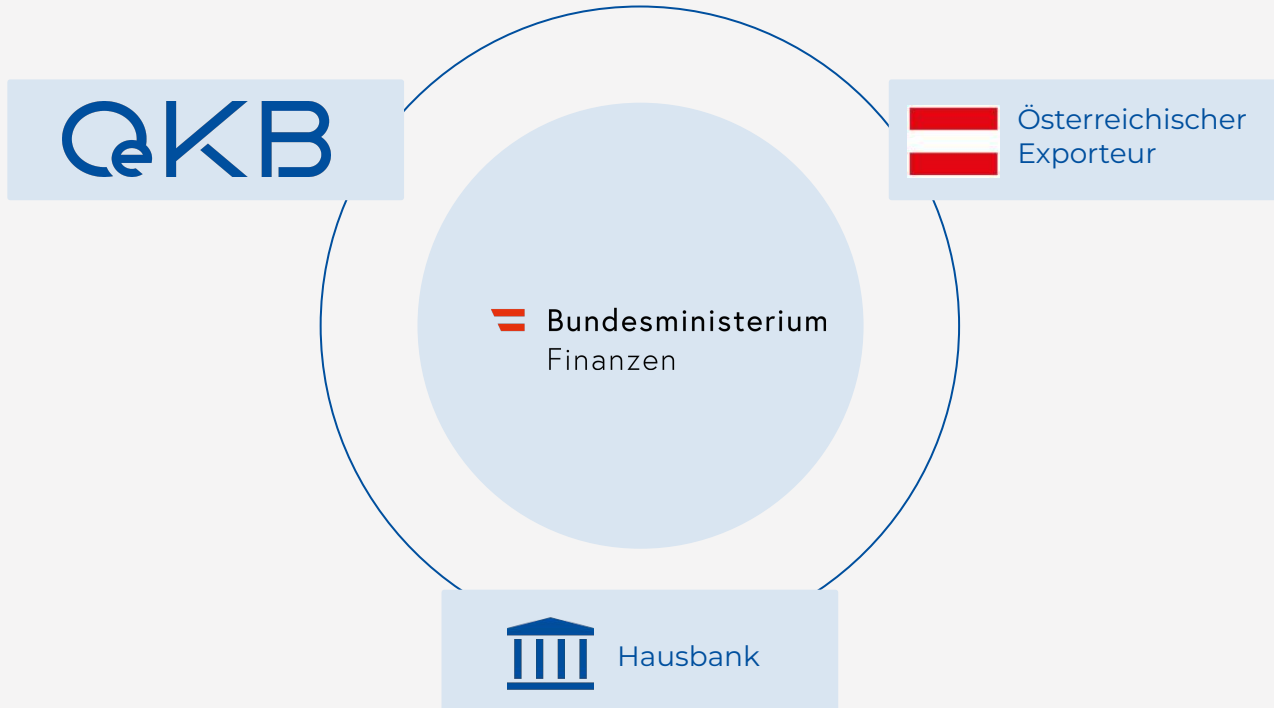 OeKB
Österreichischer
Exporteur
Bundesministerium
Finanzen
Hausbank